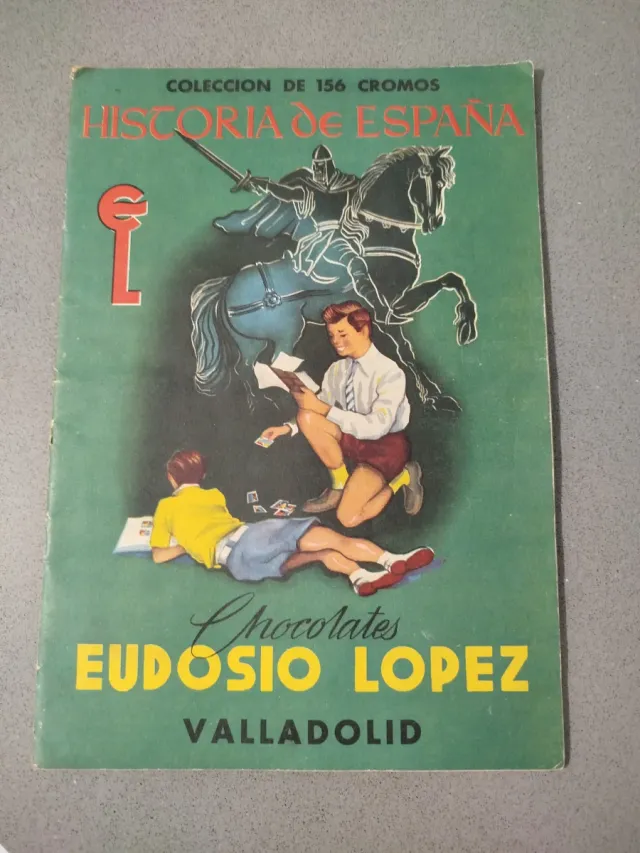 COLECCION DE 156 CROMOS
HISTORIA de ESPAÑA
EL
Chocolates
EUDOSIO LOPEZ
VALLADOLID